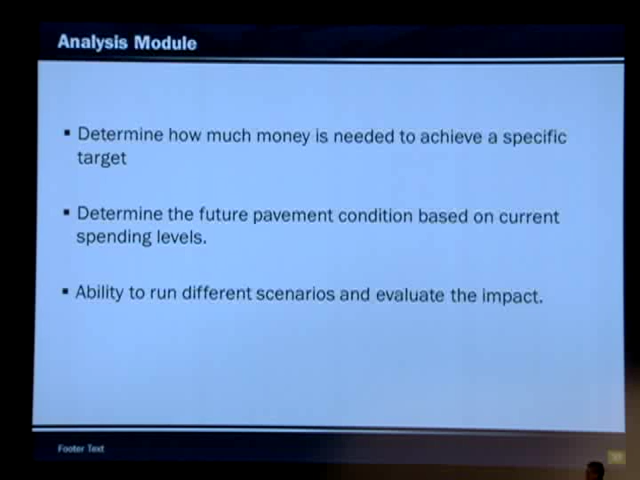 Analysis Module
▪ Determine how much money is needed to achieve a specific
target
▪ Determine the future pavement condition based on current
spending levels.
▪ Ability to run different scenarios and evaluate the impact.
Footer Text